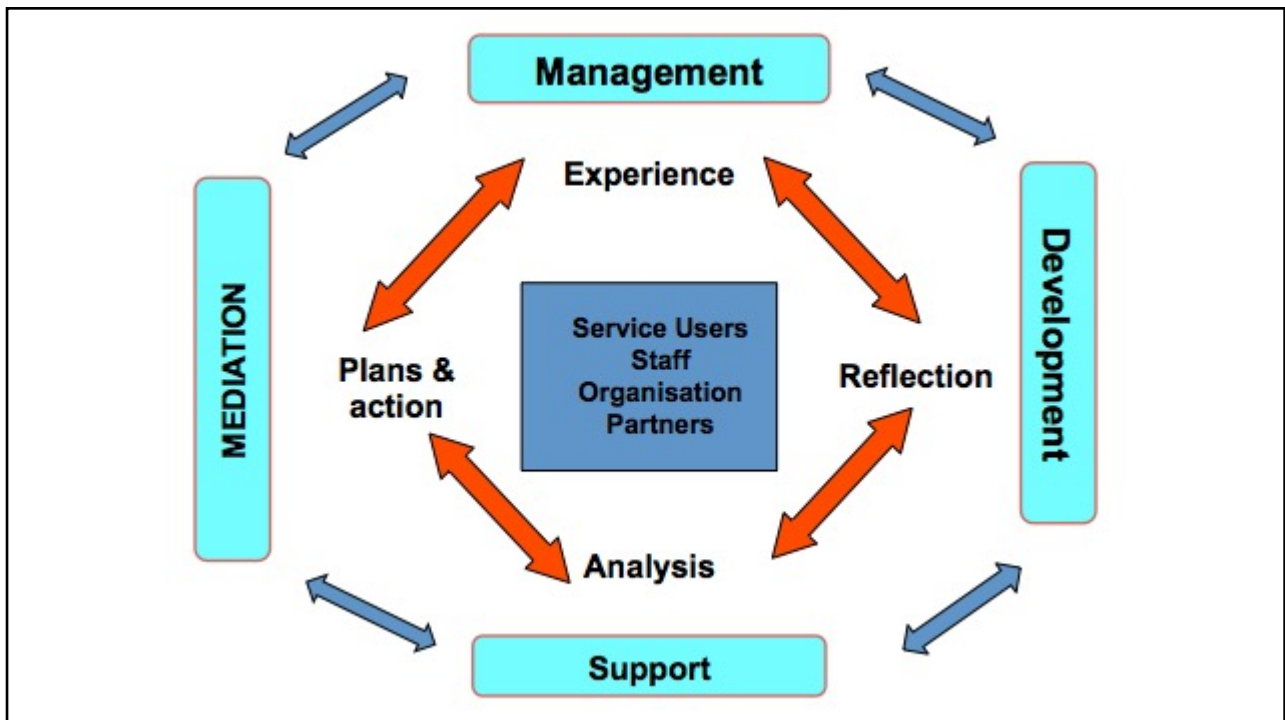 Management
Experience
Development
MEDIATION
Service Users
Staff
Organisation
Partners
Plans &
action
Reflection
Analysis
Support